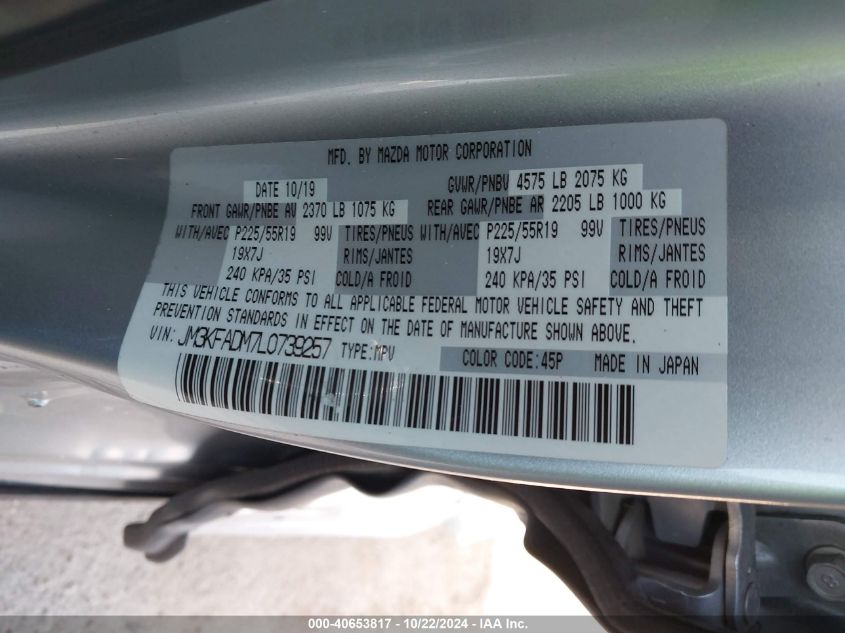 MFD. BY MAZDA MOTOR CORPORATION
DATE 10/19 GVWR/PNBV 4575 LB 2075 KG
FRONT GAWR/PNBE AV 2370 LB 1075 KG REAR GAWR/PNBE AR 2205 LB 1000 KG
WITH/AVEC P225/55R19 99V TIRES/PNEUS WITH/AVEC P225/55R19 99V TIRES/PNEUS
19X7J RIMS/JANTES 19X7J RIMS/JANTES
240 KPA/35 PSI COLD/A FROID 240 KPA/35 PSI COLD/A FROID
THIS VEHICLE CONFORMS TO ALL APPLICABLE FEDERAL MOTOR VEHICLE SAFETY AND THEFT
PREVENTION STANDARDS IN EFFECT ON THE DATE OF MANUFACTURE SHOWN ABOVE.
VIN: JM3KFADM7L0739257 TYPE:MPV COLOR CODE:45P MADE IN JAPAN
000-40653817 - 10/22/2024 - IAA Inc.